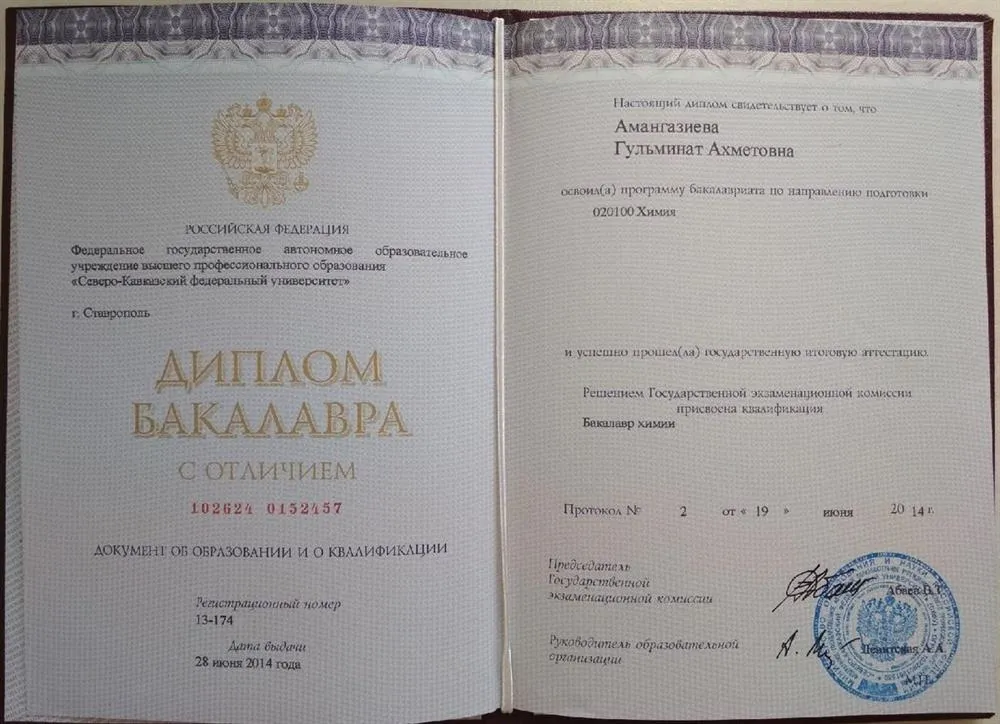 РОССИЙСКАЯ ФЕДЕРАЦИЯ
Федеральное государственное автономное образовательное
учреждение высшего профессионального образования
«Северо-Кавказский федеральный университет»
г. Ставрополь
ДИПЛОМ
БАКАЛАВРА
С ОТЛИЧИЕМ
102624 0152457
ДОКУМЕНТ ОБ ОБРАЗОВАНИИ И О КВАЛИФИКАЦИИ
Регистрационный номер
13-174
Дата выдачи
28 июня 2014 года
Настоящий диплом свидетельствует о том, что
Амангазиева
Гульминат Ахметовна
освоил(а) программу бакалавриата по направлению подготовки
020100 Химия
и успешно прошел(ла) государственную итоговую аттестацию.
Решением Государственной экзаменационной комиссии
присвоена квалификация
Бакалавр химии
Протокол № 2 от « 19 » июня 20 14 г.
Председатель
Государственной
экзаменационной комиссии
Абаев В.Т.
Руководитель образовательной
организации
Левитская А.А.
М.П.